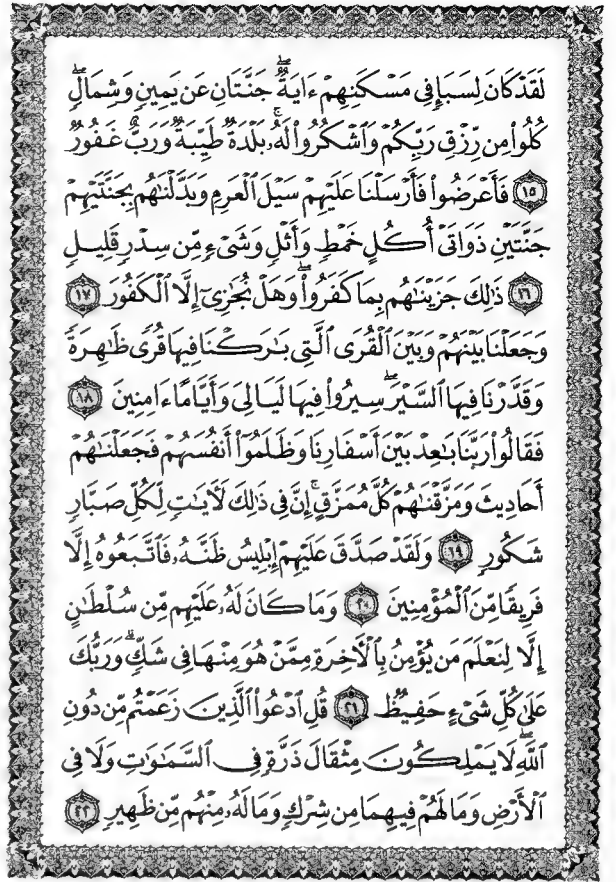 لَقَدْ كَانَ لِسَبَإٍ فِي مَسْكَنِهِمْ ءَايَةٌ ۖ جَنَّتَانِ عَن يَمِينٍ وَشِمَالٍ ۖ
كُلُوا۟ مِن رِّزْقِ رَبِّكُمْ وَٱشْكُرُوا۟ لَهُۥ ۚ بَلْدَةٌ طَيِّبَةٌ وَرَبٌّ غَفُورٌ
١٥ فَأَعْرَضُوا۟ فَأَرْسَلْنَا عَلَيْهِمْ سَيْلَ ٱلْعَرِمِ وَبَدَّلْنَٰهُم بِجَنَّتَيْهِمْ
جَنَّتَيْنِ ذَوَاتَىْ أُكُلٍ خَمْطٍ وَأَثْلٍ وَشَىْءٍ مِّن سِدْرٍ قَلِيلٍ
١٦ ذَٰلِكَ جَزَيْنَٰهُم بِمَا كَفَرُوا۟ ۖ وَهَلْ نُجَٰزِىٓ إِلَّا ٱلْكَفُورَ ١٧
وَجَعَلْنَا بَيْنَهُمْ وَبَيْنَ ٱلْقُرَى ٱلَّتِى بَٰرَكْنَا فِيهَا قُرًى ظَٰهِرَةً
وَقَدَّرْنَا فِيهَا ٱلسَّيْرَ ۖ سِيرُوا۟ فِيهَا لَيَالِىَ وَأَيَّامًا ءَامِنِينَ ١٨
فَقَالُوا۟ رَبَّنَا بَٰعِدْ بَيْنَ أَسْفَارِنَا وَظَلَمُوٓا۟ أَنفُسَهُمْ فَجَعَلْنَٰهُمْ
أَحَادِيثَ وَمَزَّقْنَٰهُمْ كُلَّ مُمَزَّقٍ ۚ إِنَّ فِى ذَٰلِكَ لَءَايَٰتٍ لِّكُلِّ صَبَّارٍ
شَكُورٍ ١٩ وَلَقَدْ صَدَّقَ عَلَيْهِمْ إِبْلِيسُ ظَنَّهُۥ فَٱتَّبَعُوهُ إِلَّا
فَرِيقًا مِّنَ ٱلْمُؤْمِنِينَ ٢٠ وَمَا كَانَ لَهُۥ عَلَيْهِم مِّن سُلْطَٰنٍ
إِلَّا لِنَعْلَمَ مَن يُؤْمِنُ بِٱلْءَاخِرَةِ مِمَّنْ هُوَ مِنْهَا فِى شَكٍّ ۗ وَرَبُّكَ
عَلَىٰ كُلِّ شَىْءٍ حَفِيظٌ ٢١ قُلِ ٱدْعُوا۟ ٱلَّذِينَ زَعَمْتُم مِّن دُونِ
ٱللَّهِ ۖ لَا يَمْلِكُونَ مِثْقَالَ ذَرَّةٍ فِى ٱلسَّمَٰوَٰتِ وَلَا فِى
ٱلْأَرْضِ وَمَا لَهُمْ فِيهِمَا مِن شِرْكٍ وَمَا لَهُۥ مِنْهُم مِّن ظَهِيرٍ ٢٢